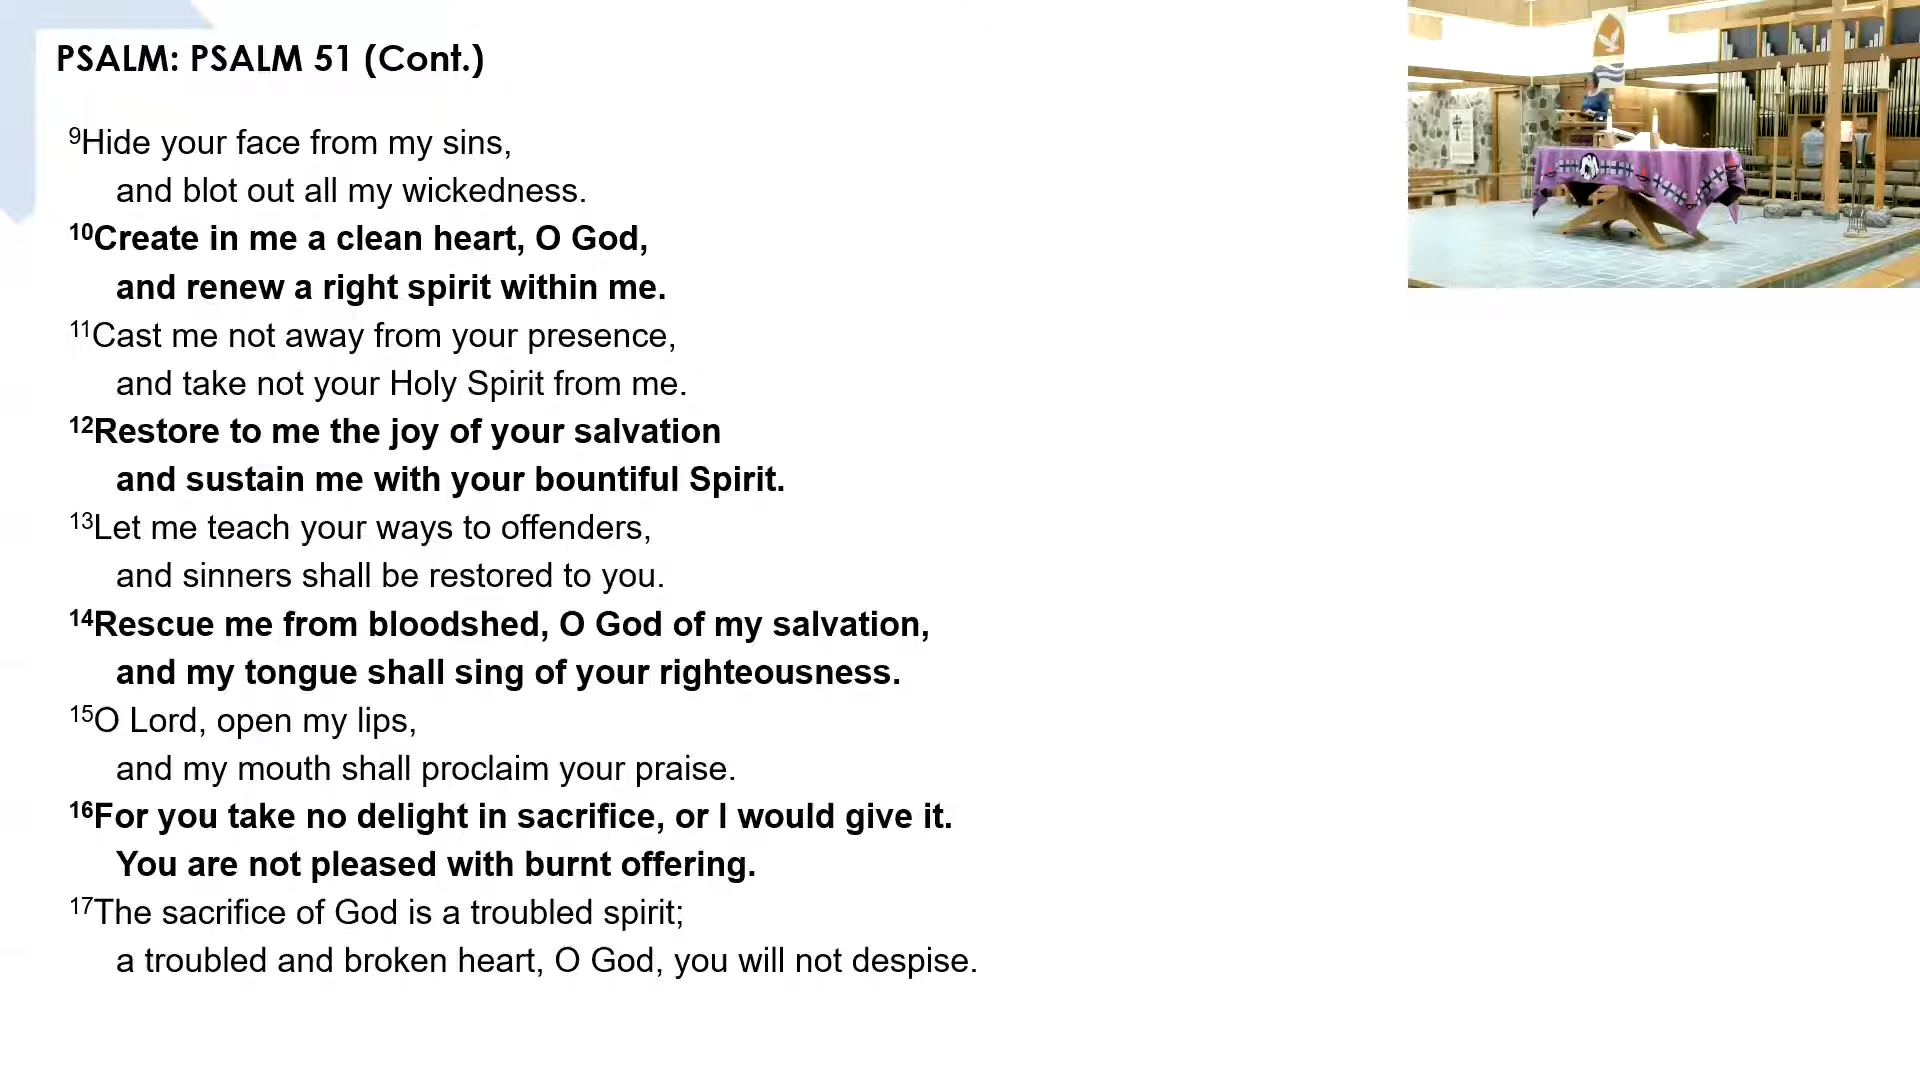 PSALM: PSALM 51 (Cont.)
⁹Hide your face from my sins,
and blot out all my wickedness.
¹⁰Create in me a clean heart, O God,
and renew a right spirit within me.
¹¹Cast me not away from your presence,
and take not your Holy Spirit from me.
¹²Restore to me the joy of your salvation
and sustain me with your bountiful Spirit.
¹³Let me teach your ways to offenders,
and sinners shall be restored to you.
¹⁴Rescue me from bloodshed, O God of my salvation,
and my tongue shall sing of your righteousness.
¹⁵O Lord, open my lips,
and my mouth shall proclaim your praise.
¹⁶For you take no delight in sacrifice, or I would give it.
You are not pleased with burnt offering.
¹⁷The sacrifice of God is a troubled spirit;
a troubled and broken heart, O God, you will not despise.